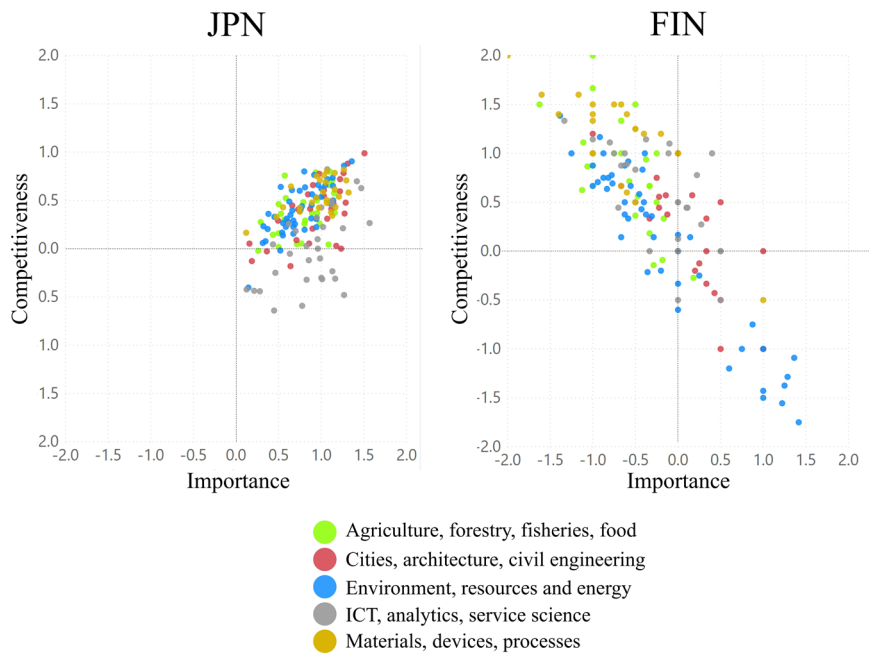 JPN
FIN
Competitiveness
2.0
1.5
1.0
0.5
0.0
0.5
1.0
1.5
2.0
-2.0 -1.5 -1.0 -0.5 0.0 0.5 1.0 1.5 2.0
Importance
Competitiveness
2.0
1.5
1.0
0.5
0.0
-0.5
-1.0
-1.5
-2.0
-2.0 -1.5 -1.0 -0.5 0.0 0.5 1.0 1.5 2.0
Importance
Agriculture, forestry, fisheries, food
Cities, architecture, civil engineering
Environment, resources and energy
ICT, analytics, service science
Materials, devices, processes